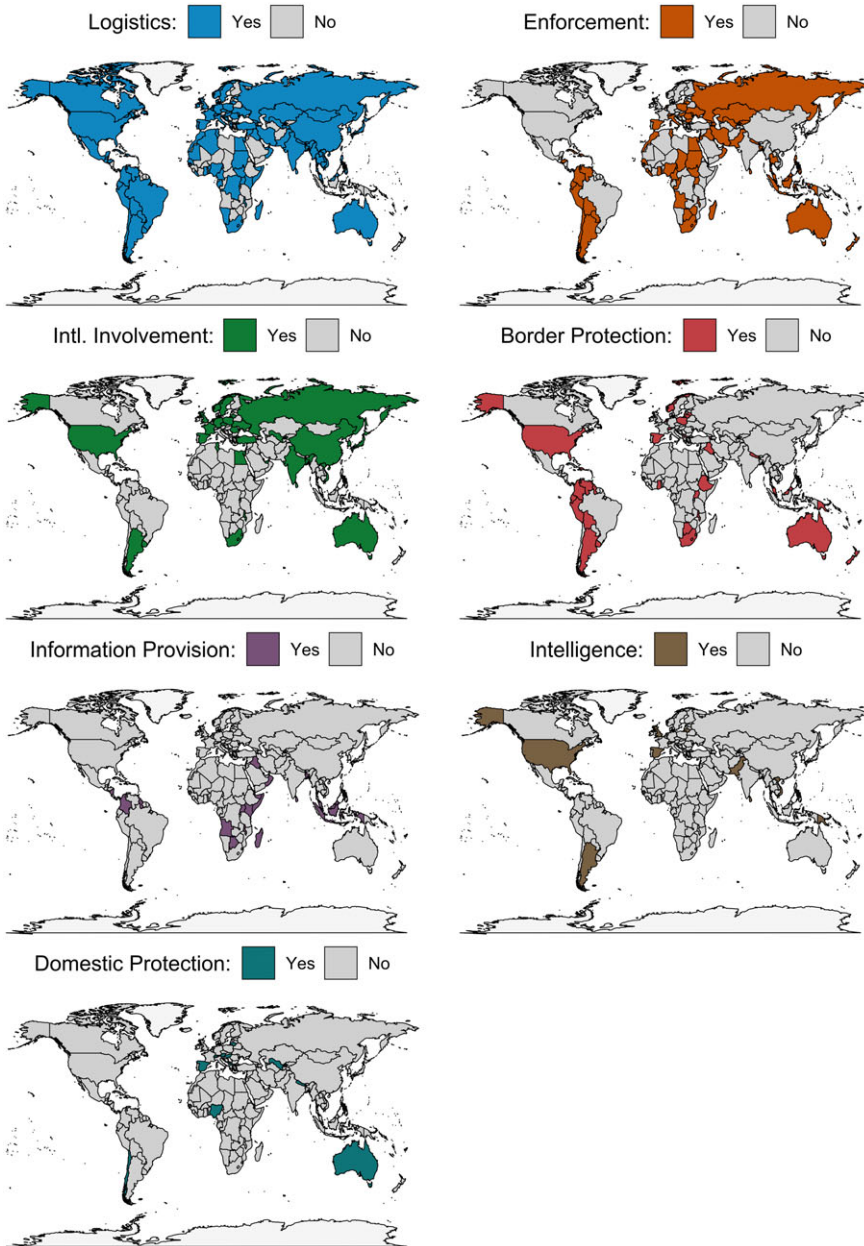 Logistics: Yes No
Enforcement: Yes No
Intl. Involvement: Yes No
Border Protection: Yes No
Information Provision: Yes No
Intelligence: Yes No
Domestic Protection: Yes No